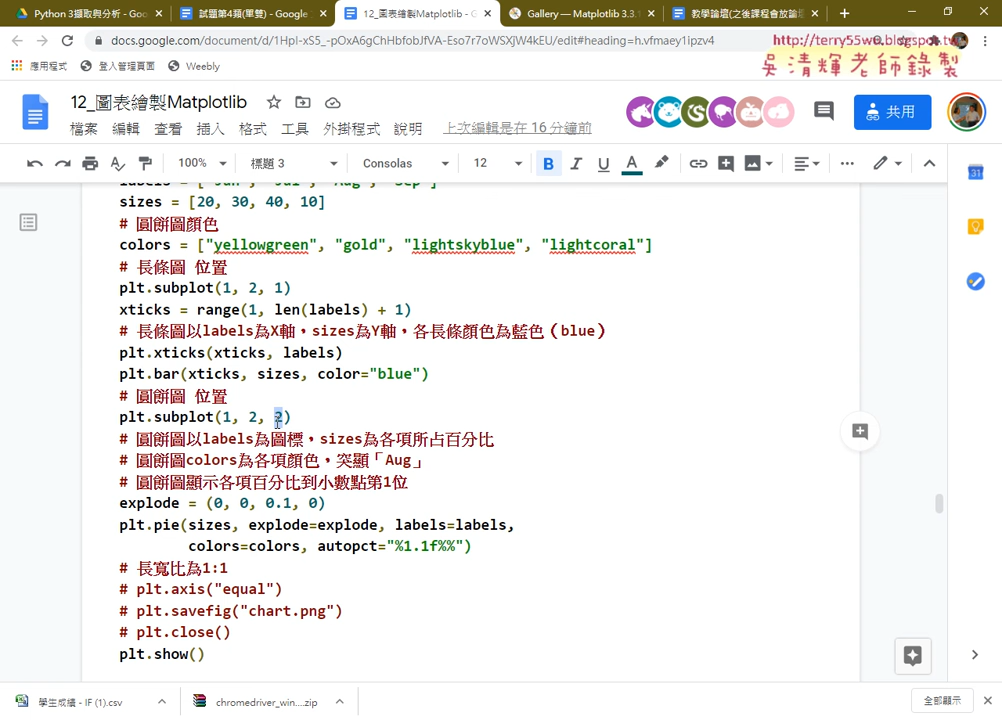 Python 3擷取與分析 - Goo
試題第4類(單雙) - Google
12_圖表繪製Matplotlib - G
Gallery — Matplotlib 3.3.1
教學論壇(之後課程會放論壇
docs.google.com/document/d/1HpI-xS5_-pOxA6gChHbfobJfVA-Eso7r7oWSXJW4kEU/edit#heading=h.vfmaey1ipzv4
http://terry55wu.blogspot.tw
應用程式 登入管理頁面 Weebly
吳清輝老師錄製
12_圖表繪製Matplotlib
共用
檔案 編輯 查看 插入 格式 工具 外掛程式 說明 上次編輯是在 16 分鐘前
100% 標題 3 Consolas 12 B I U A
31
labels = ["Jun", "Jul", "Aug", "Sep"]
sizes = [20, 30, 40, 10]
# 圓餅圖顏色
colors = ["yellowgreen", "gold", "lightskyblue", "lightcoral"]
# 長條圖 位置
plt.subplot(1, 2, 1)
xticks = range(1, len(labels) + 1)
# 長條圖以labels為X軸，sizes為Y軸，各長條顏色為藍色（blue）
plt.xticks(xticks, labels)
plt.bar(xticks, sizes, color="blue")
# 圓餅圖 位置
plt.subplot(1, 2, 2)
# 圓餅圖以labels為圖標，sizes為各項所占百分比
# 圓餅圖colors為各項顏色，突顯「Aug」
# 圓餅圖顯示各項百分比到小數點第1位
explode = (0, 0, 0.1, 0)
plt.pie(sizes, explode=explode, labels=labels,
colors=colors, autopct="%1.1f%%")
# 長寬比為1:1
# plt.axis("equal")
# plt.savefig("chart.png")
# plt.close()
plt.show()
學生成績 - IF (1).csv
chromedriver_win....zip
全部顯示